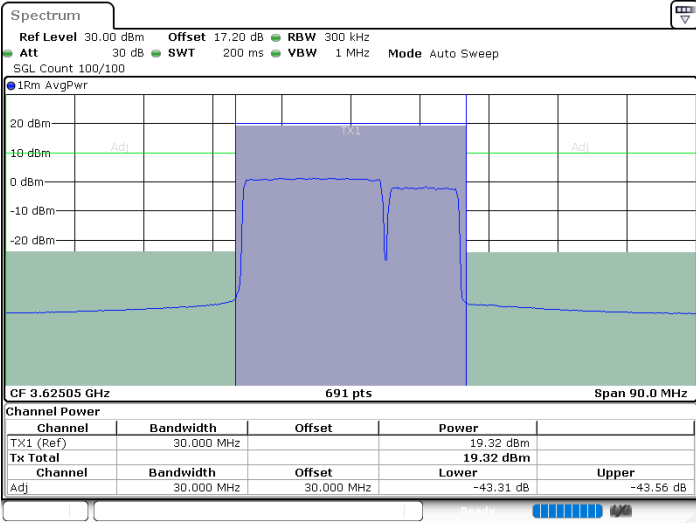 Spectrum
Ref Level 30.00 dBm Offset 17.20 dB RBW 300 kHz
Att 30 dB SWT 200 ms VBW 1 MHz Mode Auto Sweep
SGL Count 100/100
1Rm AvgPwr
TX1
20 dBm
Adj Adj
10 dBm
0 dBm
-10 dBm
-20 dBm
CF 3.62505 GHz 691 pts Span 90.0 MHz
Channel Power
Channel Bandwidth Offset Power
TX1 (Ref) 30.000 MHz 19.32 dBm
Tx Total 19.32 dBm
Channel Bandwidth Offset Lower Upper
Adj 30.000 MHz 30.000 MHz -43.31 dB -43.56 dB
Ready